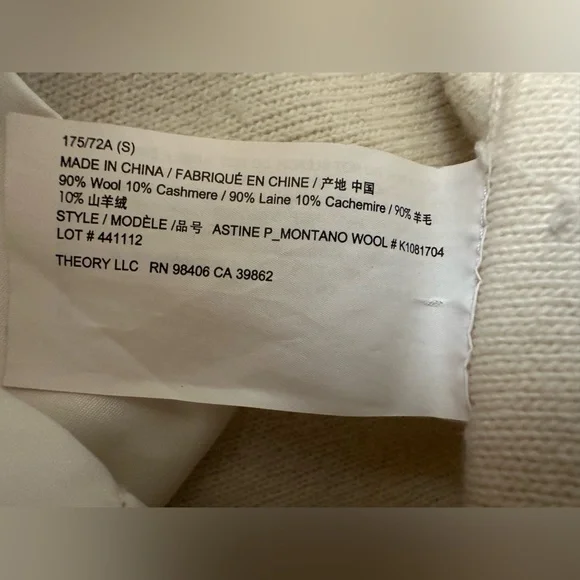 175/72A (S)
MADE IN CHINA / FABRIQUÉ EN CHINE / 产地 中国
90% Wool 10% Cashmere / 90% Laine 10% Cachemire / 90% 羊毛
10% 山羊绒
STYLE / MODÈLE /品号 ASTINE P_MONTANO WOOL # K1081704
LOT # 441112
THEORY LLC RN 98406 CA 39862